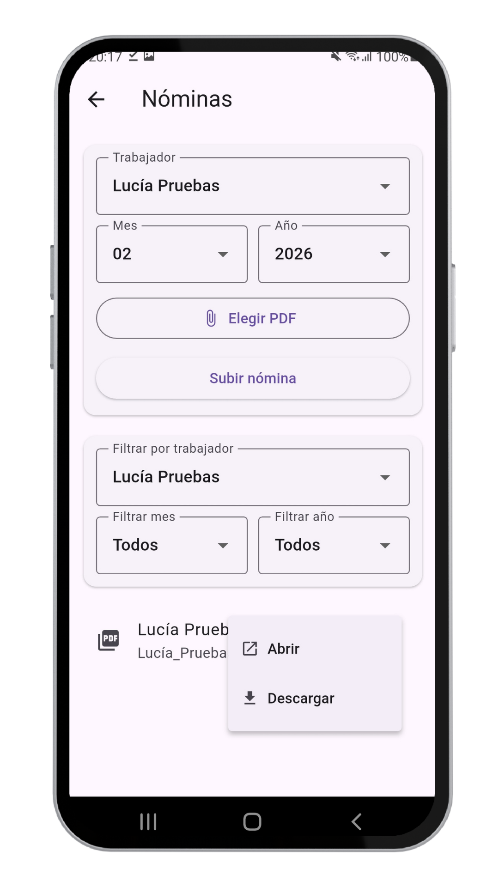 20:17 100%
Nóminas
Trabajador
Lucía Pruebas
Mes Año
02 2026
Elegir PDF
Subir nómina
Filtrar por trabajador
Lucía Pruebas
Filtrar mes Filtrar año
Todos Todos
PDF Lucía Prueb
Lucía_Prueba
Abrir
Descargar